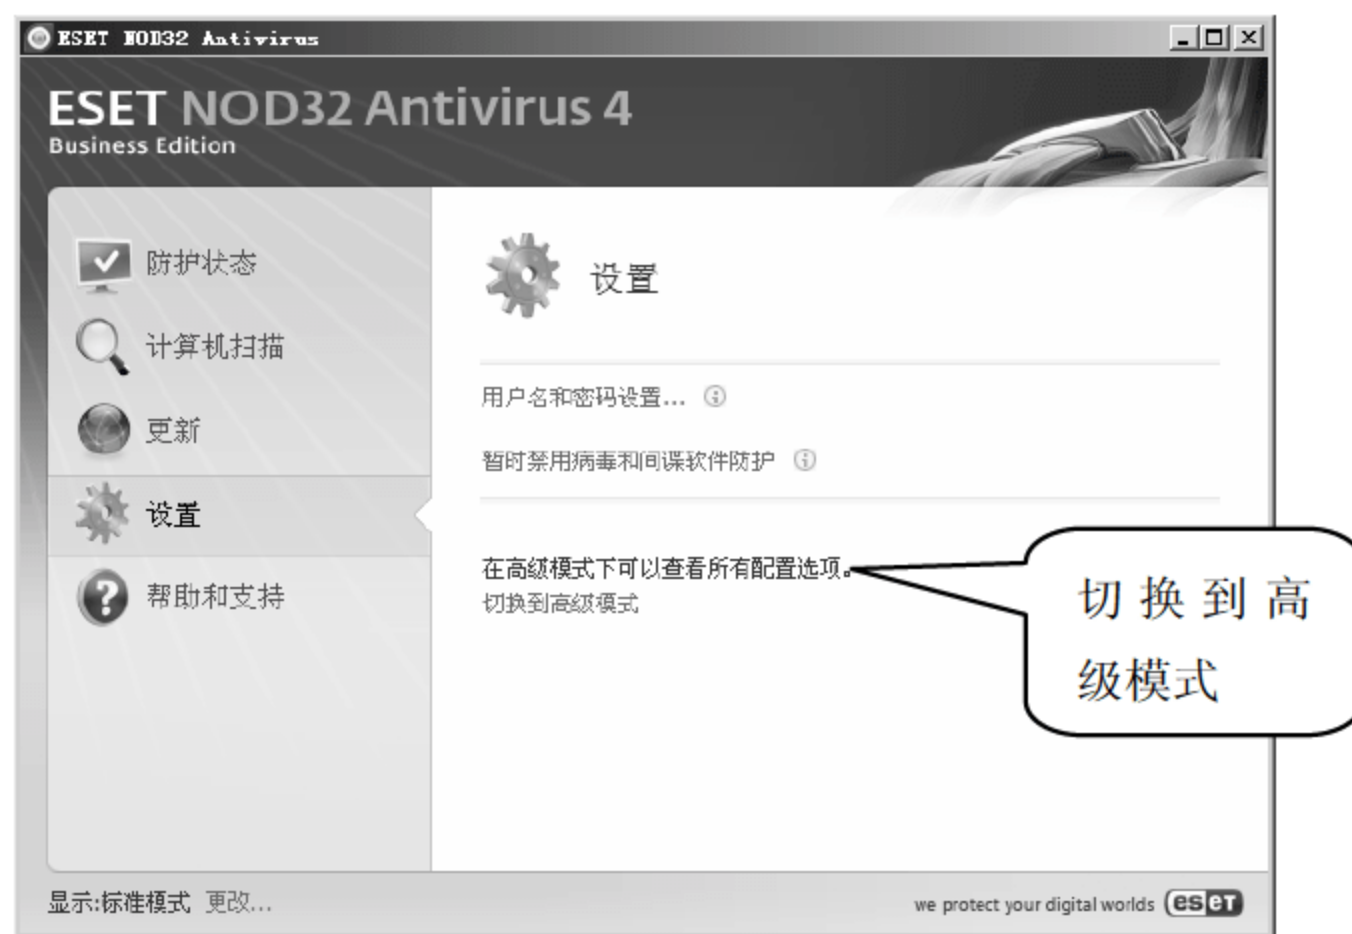 ESET NOD32 Antivirus
ESET NOD32 Antivirus 4
Business Edition
防护状态
计算机扫描
更新
设置
帮助和支持
设置
用户名和密码设置...
暂时禁用病毒和间谍软件防护
在高级模式下可以查看所有配置选项。
切换到高级模式
切换到高
级模式
显示:标准模式 更改...
we protect your digital worlds eset